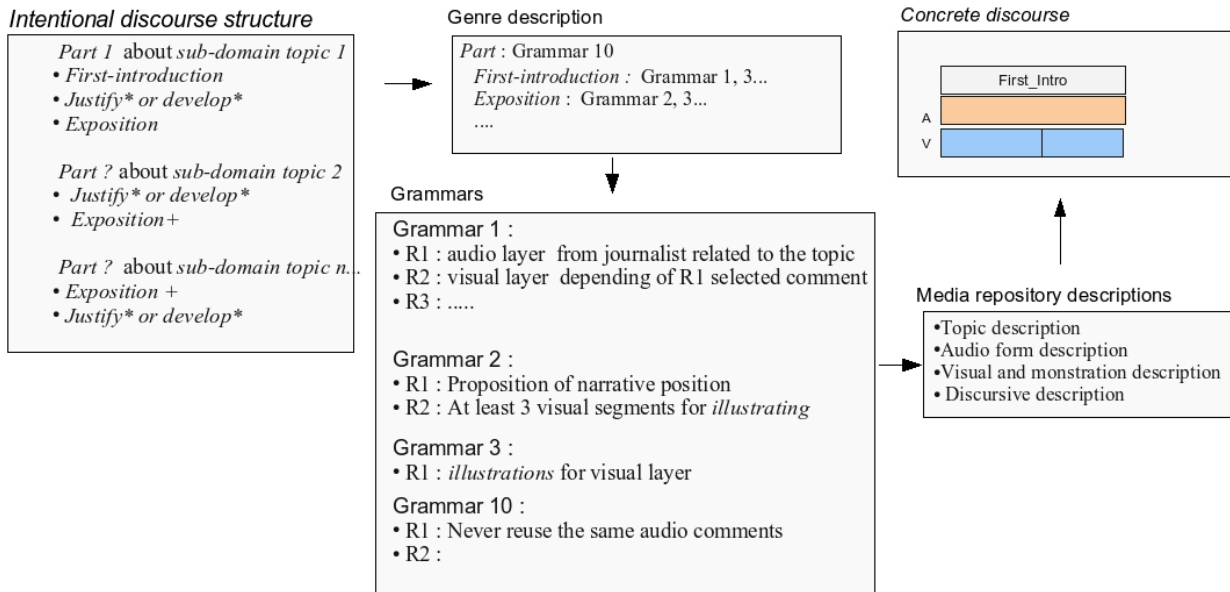 Intentional discourse structure
Part 1 about sub-domain topic 1
• First-introduction
• Justify* or develop*
• Exposition
Part ? about sub-domain topic 2
• Justify* or develop*
• Exposition+
Part ? about sub-domain topic n...
• Exposition +
• Justify* or develop*
Genre description
Part : Grammar 10
First-introduction : Grammar 1, 3...
Exposition : Grammar 2, 3...
....
Grammars
Grammar 1 :
• R1 : audio layer from journalist related to the topic
• R2 : visual layer depending of R1 selected comment
• R3 : .....
Grammar 2 :
• R1 : Proposition of narrative position
• R2 : At least 3 visual segments for illustrating
Grammar 3 :
• R1 : illustrations for visual layer
Grammar 10 :
• R1 : Never reuse the same audio comments
• R2 :
Concrete discourse
First_Intro
A
V
Media repository descriptions
•Topic description
•Audio form description
•Visual and monstration description
• Discursive description